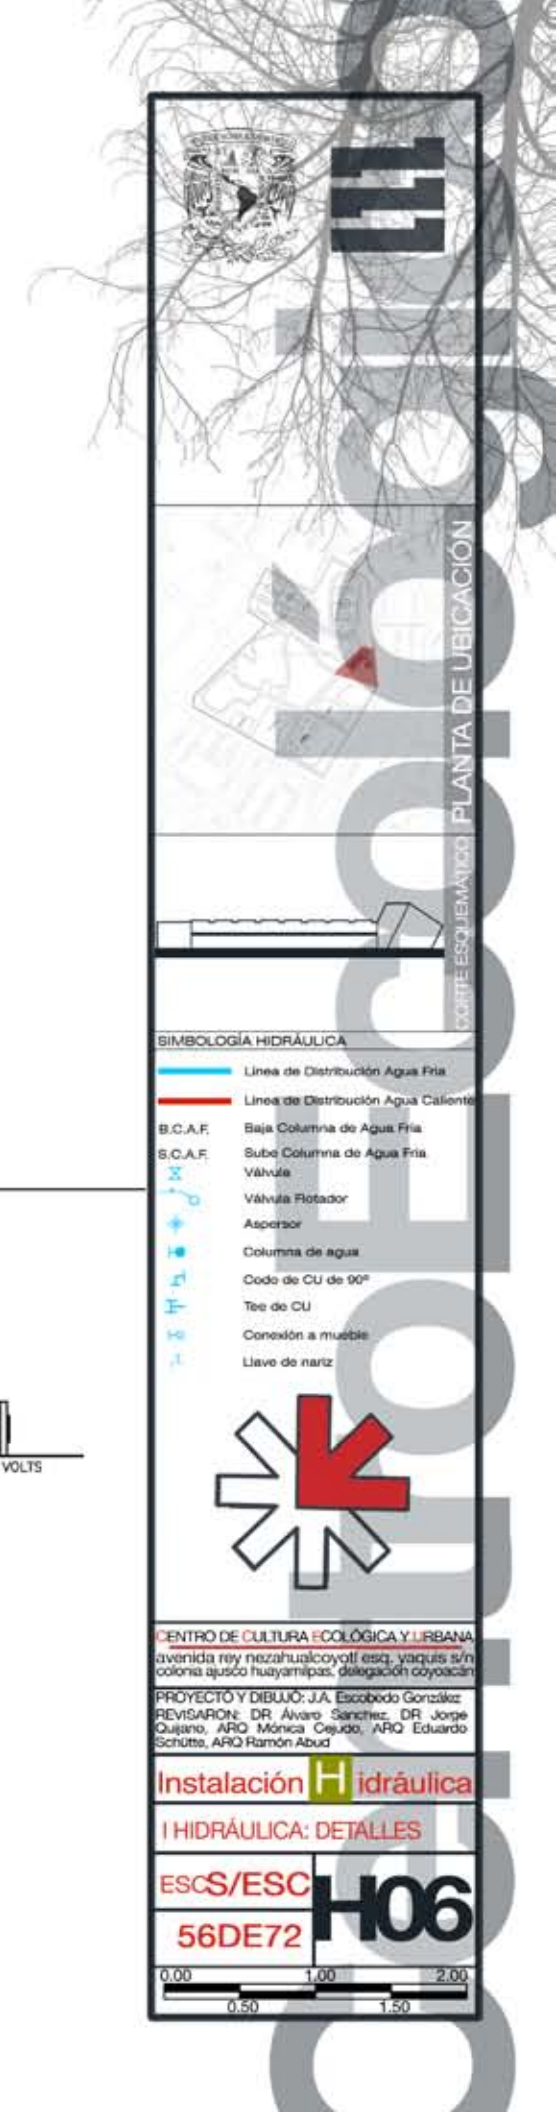 PLANTA DE UBICACIÓN
CORTE ESQUEMATICO
SIMBOLOGÍA HIDRÁULICA
Linea de Distribución Agua Fria
Linea de Distribución Agua Caliente
B.C.A.F. Baja Columna de Agua Fria
S.C.A.F. Sube Columna de Agua Fria
Válvula
Válvula Flotador
Aspersor
Columna de agua
Codo de CU de 90º
Tee de CU
Conexión a mueble
Llave de nariz
VOLTS
CENTRO DE CULTURA ECOLÓGICA Y URBANA
avenida rey nezahualcoyotl esq. yaquis s/n
colonia ajusco huayamilpas, delegación coyoacán
PROYECTÓ Y DIBUJÓ: J.A. Escobedo González
REVISARON: DR Álvaro Sánchez, DR Jorge
Quijano, ARQ Mónica Cejudo, ARQ Eduardo
Schütte, ARQ Ramón Abud
Instalación Hidráulica
I HIDRÁULICA: DETALLES
ESC S/ESC
56DE72
H06
0.00 1.00 2.00
0.50 1.50
Centro Ecológico